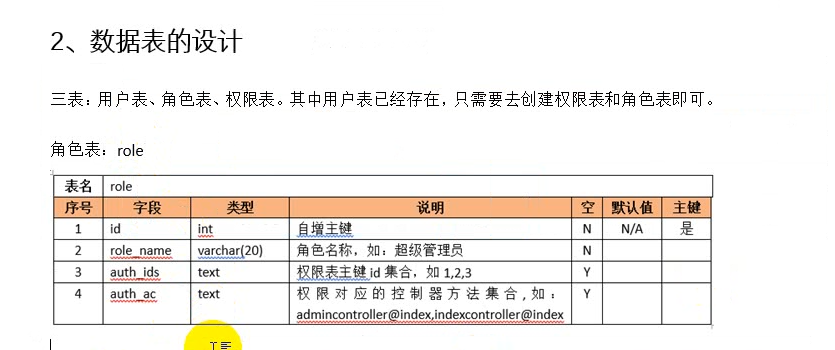 2、数据表的设计
三表：用户表、角色表、权限表。其中用户表已经存在，只需要去创建权限表和角色表即可。
角色表：role
表名 role
序号 字段 类型 说明 空 默认值 主键
1 id int 自增主键 N N/A 是
2 role_name varchar(20) 角色名称，如：超级管理员 N
3 auth_ids text 权限表主键 id 集合，如 1,2,3 Y
4 auth_ac text 权限对应的控制器方法集合,如： Y
admincontroller@index,indexcontroller@index